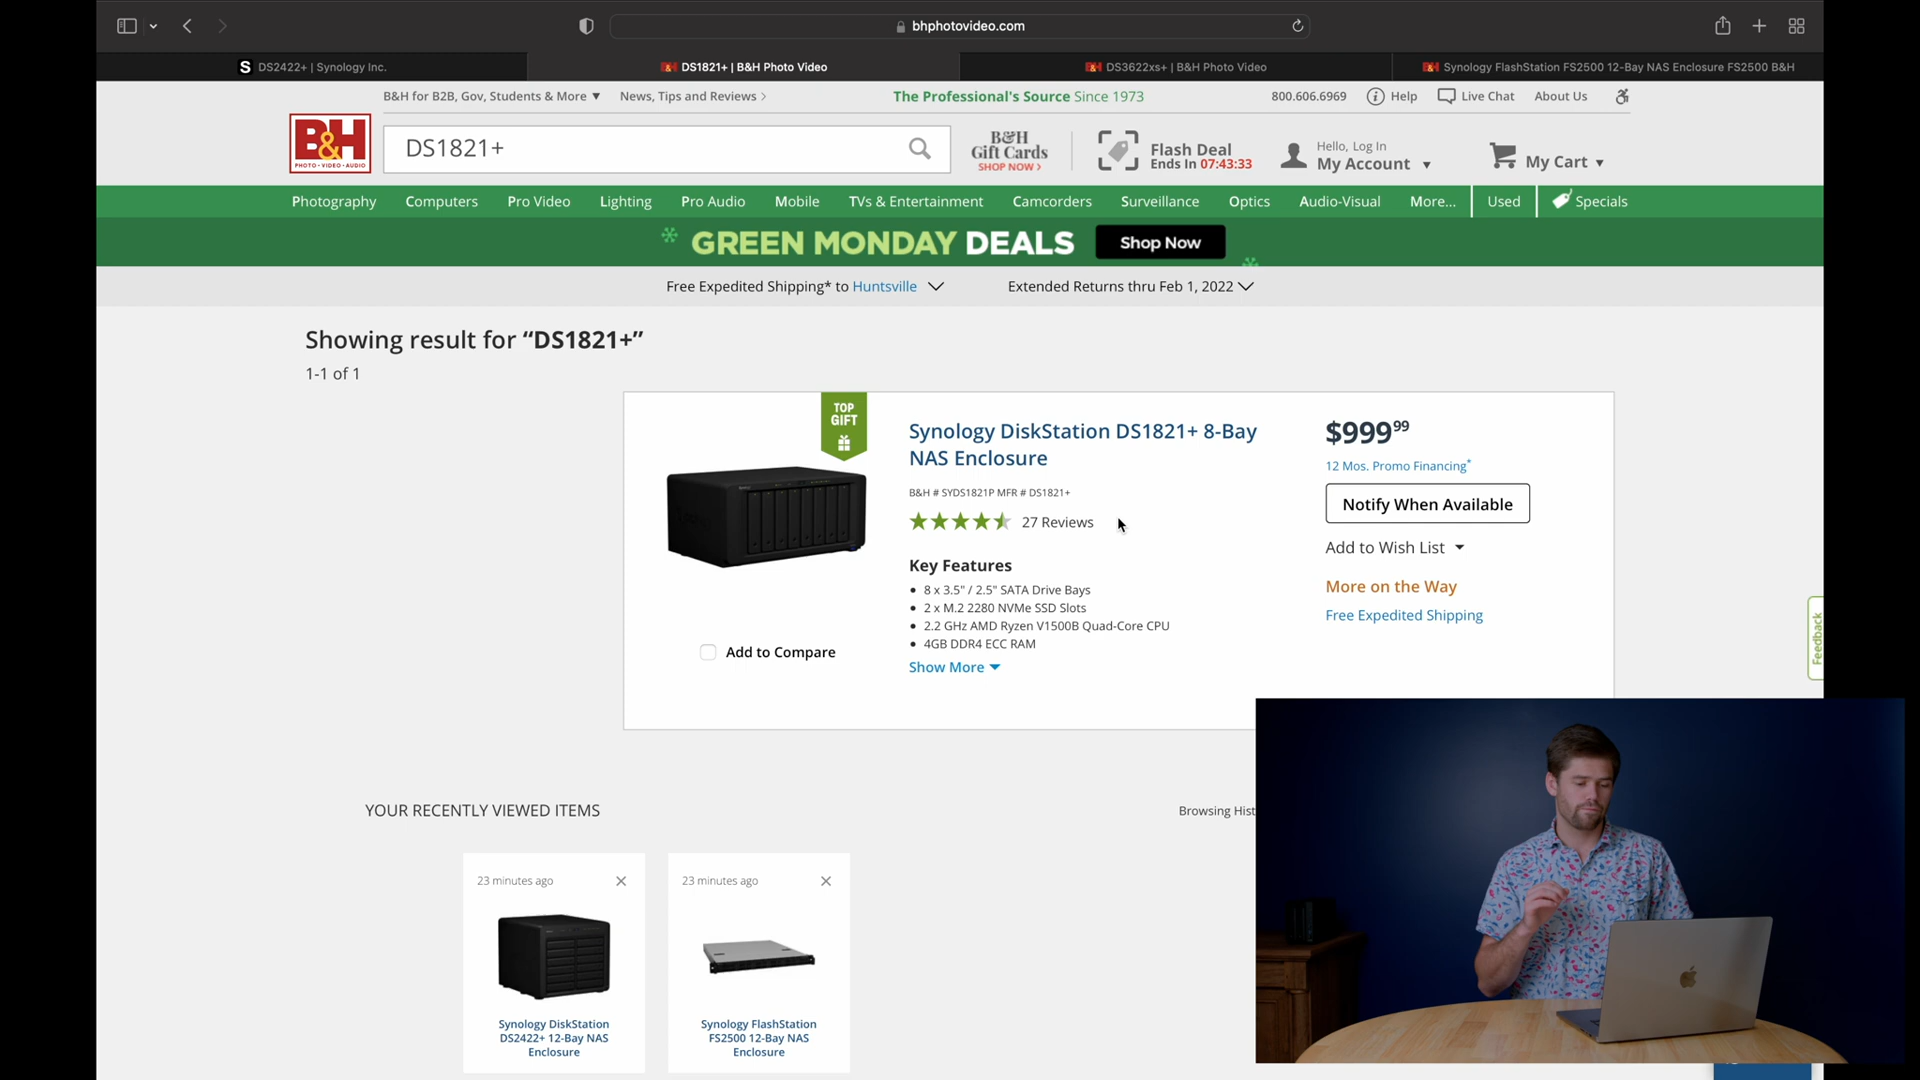 bhphotovideo.com
S DS2422+ | Synology Inc.
DS1821+ | B&H Photo Video
DS3622xs+ | B&H Photo Video
Synology FlashStation FS2500 12-Bay NAS Enclosure FS2500 B&H
B&H for B2B, Gov, Students & More
News, Tips and Reviews
The Professional's Source Since 1973
800.606.6969
Help
Live Chat
About Us
B&H
PHOTO • VIDEO • AUDIO
DS1821+
B&H
Gift Cards
SHOP NOW >
Flash Deal
Ends In 07:43:33
Hello, Log In
My Account
My Cart
Photography
Computers
Pro Video
Lighting
Pro Audio
Mobile
TVs & Entertainment
Camcorders
Surveillance
Optics
Audio-Visual
More...
Used
Specials
GREEN MONDAY DEALS
Shop Now
Free Expedited Shipping* to Huntsville
Extended Returns thru Feb 1, 2022
Showing result for “DS1821+”
1-1 of 1
TOP
GIFT
Synology DiskStation DS1821+ 8-Bay
NAS Enclosure
B&H # SYDS1821P MFR # DS1821+
27 Reviews
Key Features
• 8 x 3.5" / 2.5" SATA Drive Bays
• 2 x M.2 2280 NVMe SSD Slots
• 2.2 GHz AMD Ryzen V1500B Quad-Core CPU
• 4GB DDR4 ECC RAM
Show More
Add to Compare
$999.99
12 Mos. Promo Financing*
Notify When Available
Add to Wish List
More on the Way
Free Expedited Shipping
Feedback
YOUR RECENTLY VIEWED ITEMS
Browsing Hist
23 minutes ago
Synology DiskStation
DS2422+ 12-Bay NAS
Enclosure
23 minutes ago
Synology FlashStation
FS2500 12-Bay NAS
Enclosure